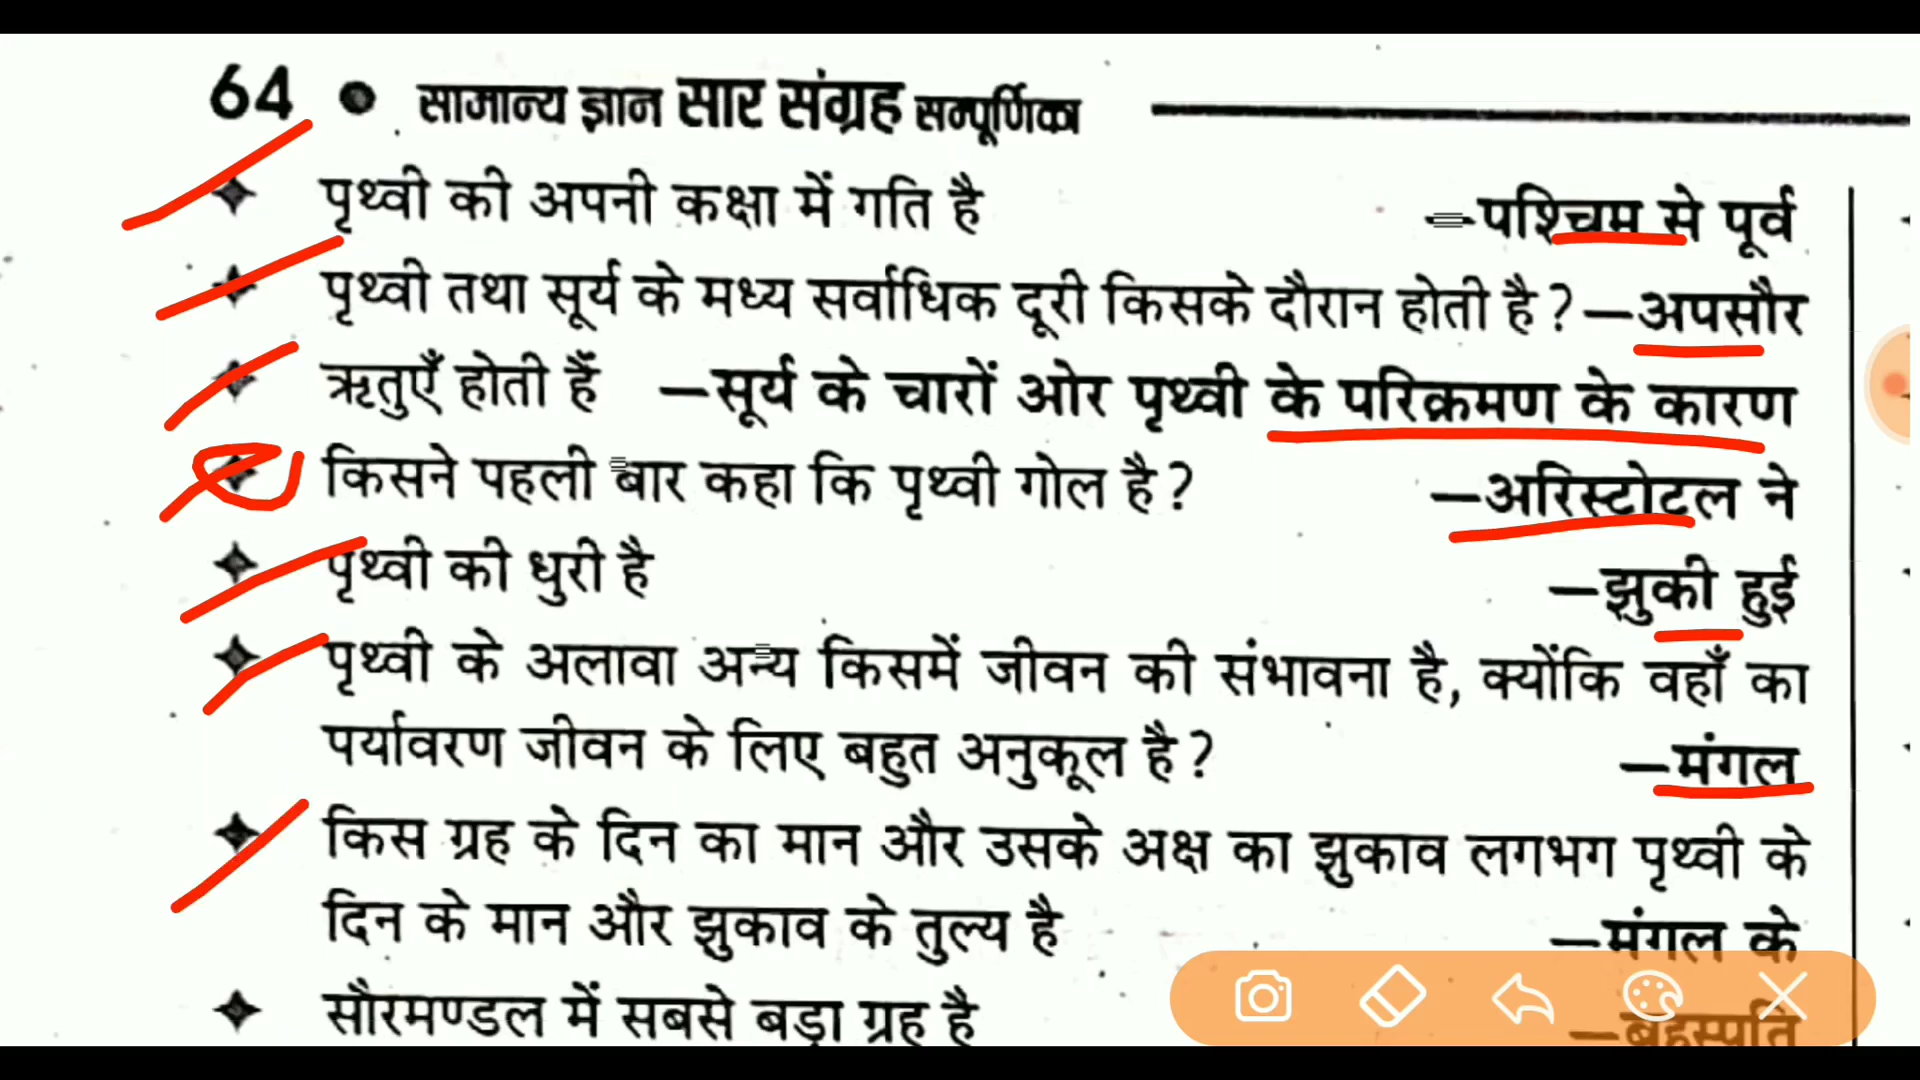 64 ● सामान्य ज्ञान सार संग्रह सम्पूर्णिका
✦ पृथ्वी की अपनी कक्षा में गति है —पश्चिम से पूर्व
✦ पृथ्वी तथा सूर्य के मध्य सर्वाधिक दूरी किसके दौरान होती है? —अपसौर
✦ ऋतुएँ होती हैं —सूर्य के चारों ओर पृथ्वी के परिक्रमण के कारण
✦ किसने पहली बार कहा कि पृथ्वी गोल है? —अरिस्टोटल ने
✦ पृथ्वी की धुरी है —झुकी हुई
✦ पृथ्वी के अलावा अन्य किसमें जीवन की संभावना है, क्योंकि वहाँ का
पर्यावरण जीवन के लिए बहुत अनुकूल है? —मंगल
✦ किस ग्रह के दिन का मान और उसके अक्ष का झुकाव लगभग पृथ्वी के
दिन के मान और झुकाव के तुल्य है —मंगल के
✦ सौरमण्डल में सबसे बड़ा ग्रह है —बृहस्पति